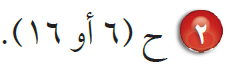 ٢ ح (٦ أو ١٦).